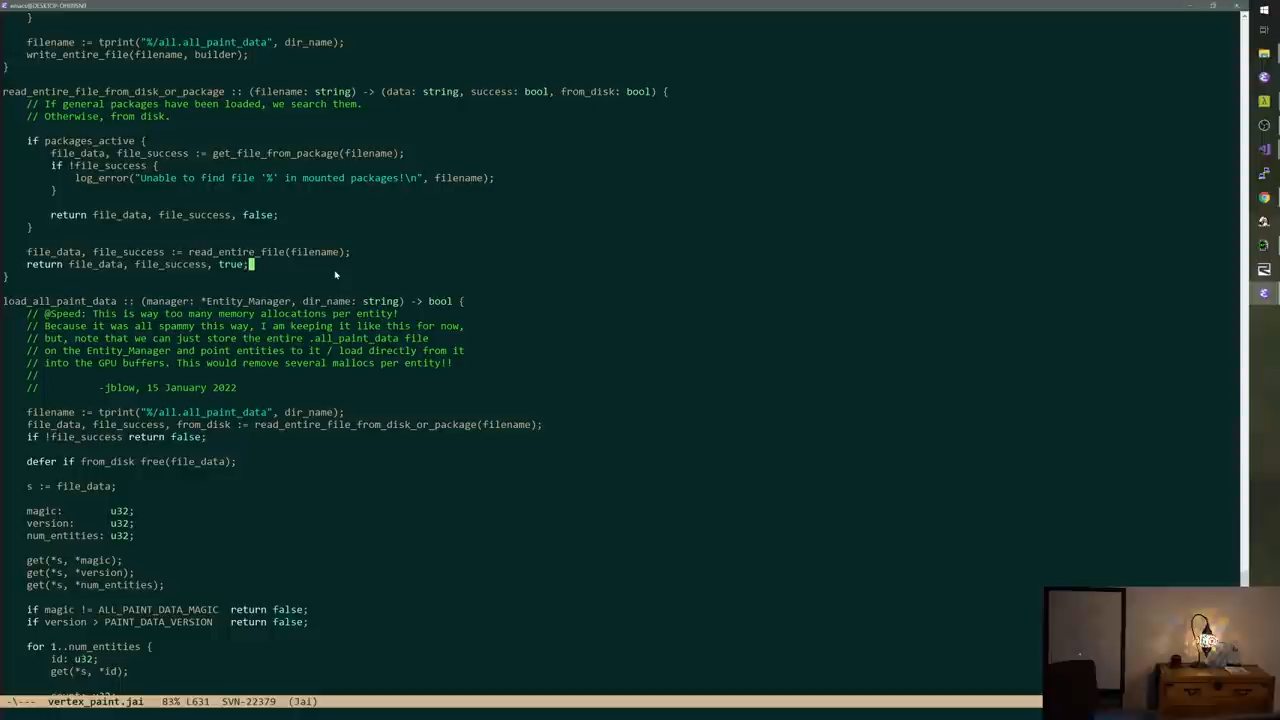 emacs@DESKTOP-OH89SN0
}
filename := tprint("%/all.all_paint_data", dir_name);
write_entire_file(filename, builder);
}
read_entire_file_from_disk_or_package :: (filename: string) -> (data: string, success: bool, from_disk: bool) {
// If general packages have been loaded, we search them.
// Otherwise, from disk.
if packages_active {
file_data, file_success := get_file_from_package(filename);
if !file_success {
log_error("Unable to find file '%' in mounted packages!\n", filename);
}
return file_data, file_success, false;
}
file_data, file_success := read_entire_file(filename);
return file_data, file_success, true;
}
load_all_paint_data :: (manager: *Entity_Manager, dir_name: string) -> bool {
// @Speed: This is way too many memory allocations per entity!
// Because it was all spammy this way, I am keeping it like this for now,
// but, note that we can just store the entire .all_paint_data file
// on the Entity_Manager and point entities to it / load directly from it
// into the GPU buffers. This would remove several mallocs per entity!!
//
// -jblow, 15 January 2022
filename := tprint("%/all.all_paint_data", dir_name);
file_data, file_success, from_disk := read_entire_file_from_disk_or_package(filename);
if !file_success return false;
defer if from_disk free(file_data);
s := file_data;
magic: u32;
version: u32;
num_entities: u32;
get(*s, *magic);
get(*s, *version);
get(*s, *num_entities);
if magic != ALL_PAINT_DATA_MAGIC return false;
if version > PAINT_DATA_VERSION return false;
for 1..num_entities {
id: u32;
get(*s, *id);
-\--- vertex_paint.jai 83% L631 SVN-22379 (Jai)